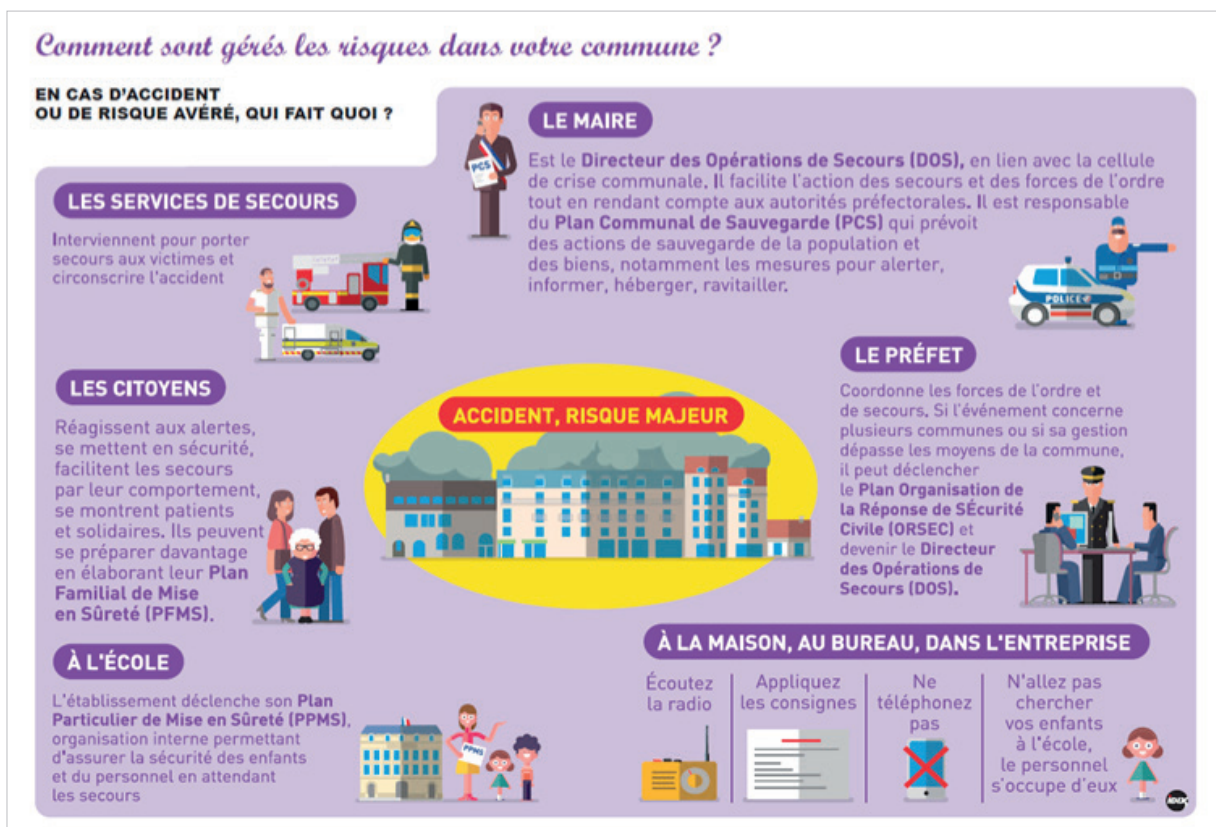 Comment sont gérés les risques dans votre commune ?
EN CAS D'ACCIDENT
OU DE RISQUE AVÉRÉ, QUI FAIT QUOI ?
LE MAIRE
PCS
Est le Directeur des Opérations de Secours (DOS), en lien avec la cellule
de crise communale. Il facilite l'action des secours et des forces de l'ordre
tout en rendant compte aux autorités préfectorales. Il est responsable
du Plan Communal de Sauvegarde (PCS) qui prévoit
des actions de sauvegarde de la population et
des biens, notamment les mesures pour alerter,
informer, héberger, ravitailler.
POLICE
LES SERVICES DE SECOURS
Interviennent pour porter
secours aux victimes et
circonscrire l'accident
LE PRÉFET
Coordonne les forces de l'ordre et
de secours. Si l'événement concerne
plusieurs communes ou si sa gestion
dépasse les moyens de la commune,
il peut déclencher
le Plan Organisation de
la Réponse de SÉcurité
Civile (ORSEC) et
devenir le Directeur
des Opérations de
Secours (DOS).
LES CITOYENS
Réagissent aux alertes,
se mettent en sécurité,
facilitent les secours
par leur comportement,
se montrent patients
et solidaires. Ils peuvent
se préparer davantage
en élaborant leur Plan
Familial de Mise
en Sûreté (PFMS).
ACCIDENT, RISQUE MAJEUR
À L'ÉCOLE
L'établissement déclenche son Plan
Particulier de Mise en Sûreté (PPMS),
organisation interne permettant
d'assurer la sécurité des enfants
et du personnel en attendant
les secours
PPMS
À LA MAISON, AU BUREAU, DANS L'ENTREPRISE
Écoutez
la radio
Appliquez
les consignes
Ne
téléphonez
pas
N'allez pas
chercher
vos enfants
à l'école,
le personnel
s'occupe d'eux